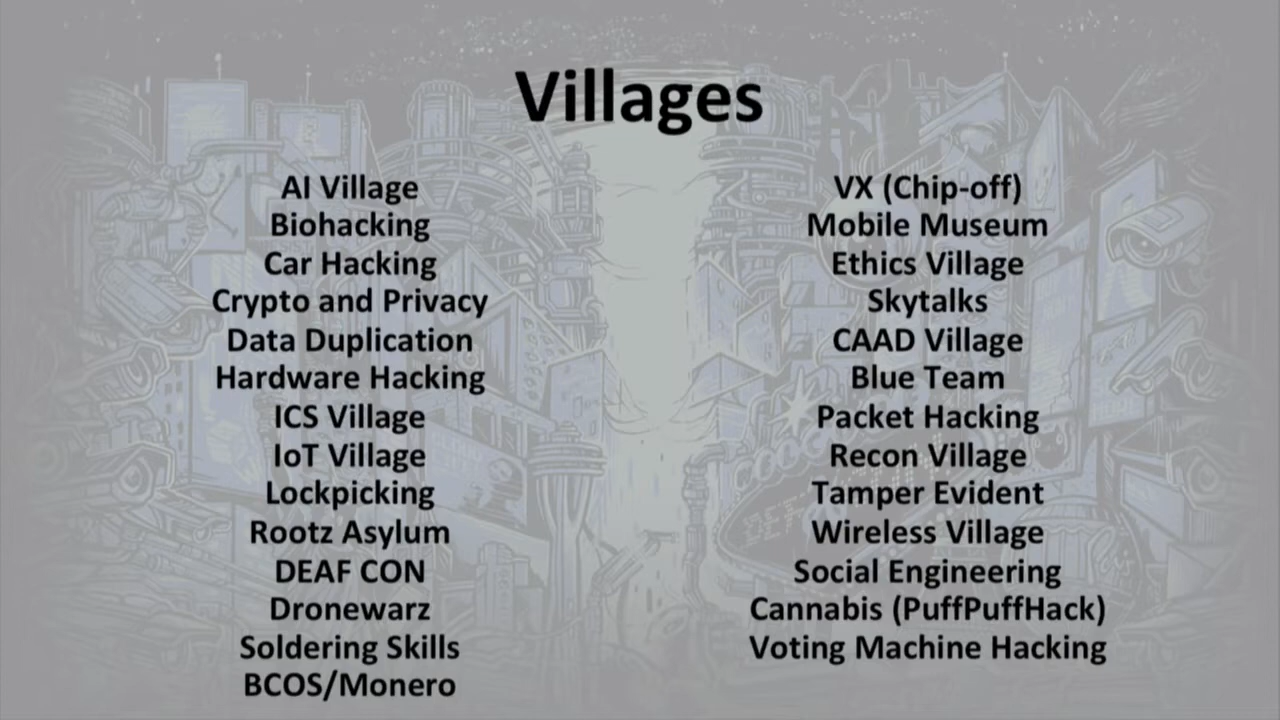 Villages
AI Village
Biohacking
Car Hacking
Crypto and Privacy
Data Duplication
Hardware Hacking
ICS Village
IoT Village
Lockpicking
Rootz Asylum
DEAF CON
Dronewarz
Soldering Skills
BCOS/Monero
VX (Chip-off)
Mobile Museum
Ethics Village
Skytalks
CAAD Village
Blue Team
Packet Hacking
Recon Village
Tamper Evident
Wireless Village
Social Engineering
Cannabis (PuffPuffHack)
Voting Machine Hacking